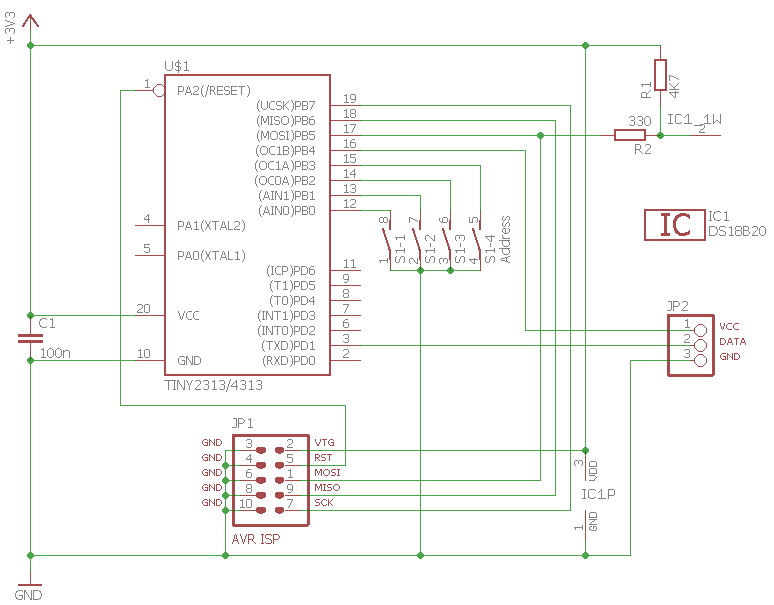 +3V3
U$1
1 PA2(/RESET)
(UCSK)PB7 19
(MISO)PB6 18
(MOSI)PB5 17
(OC1B)PB4 16
(OC1A)PB3 15
(OC0A)PB2 14
(AIN1)PB1 13
(AIN0)PB0 12
4 PA1(XTAL2)
5 PA0(XTAL1)
(ICP)PD6 11
(T1)PD5 9
(T0)PD4 8
(INT1)PD3 7
(INT0)PD2 6
(TXD)PD1 3
(RXD)PD0 2
20 VCC
10 GND
TINY2313/4313
C1
100n
8 7 6 5
S1-1 S1-2 S1-3 S1-4 Address
1 2 3 4
R1
4K7
330
R2
IC1_1W
2
IC
IC1
DS18B20
JP2
1 VCC
2 DATA
3 GND
JP1
GND 3 2 VTG
GND 4 5 RST
GND 6 1 MOSI
GND 8 9 MISO
GND 10 7 SCK
AVR ISP
3 VDD
IC1P
1 GND
GND